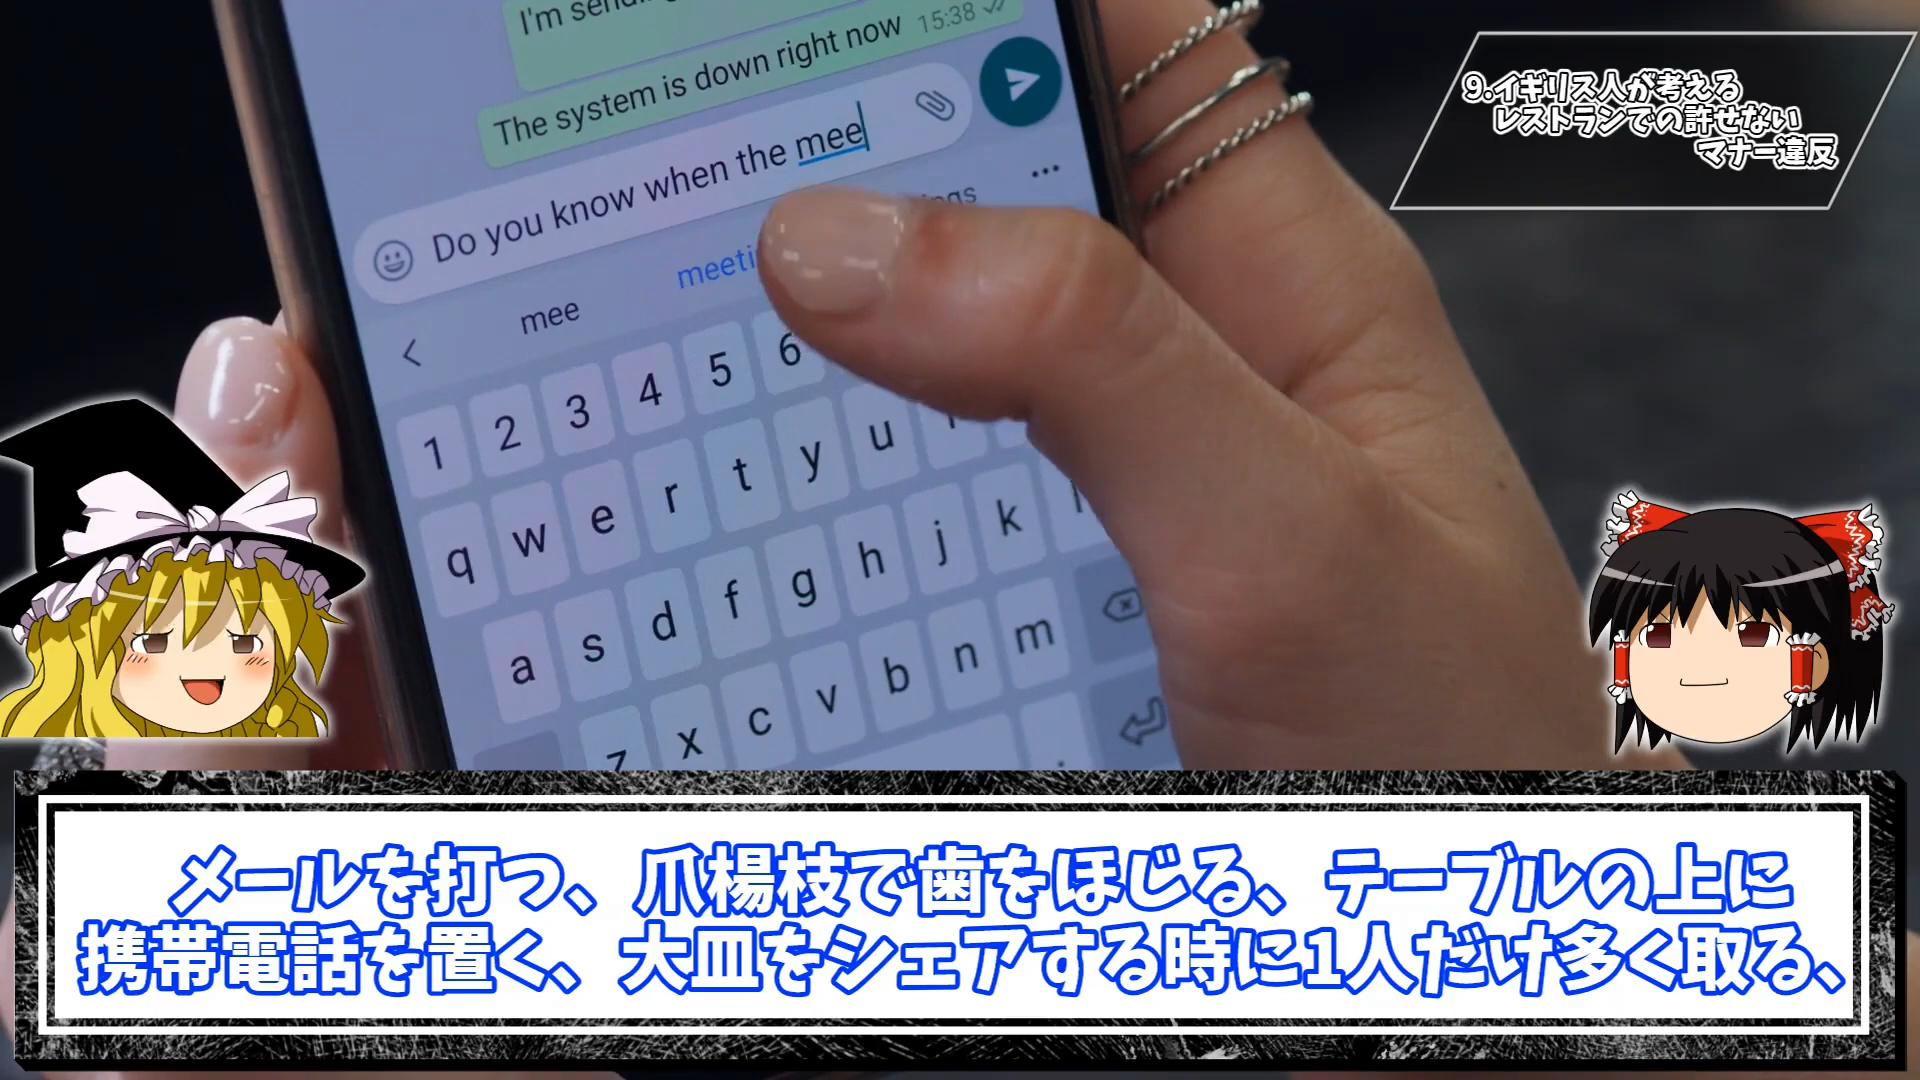 I'm sending
15:38
The system is down right now
Do you know when the mee
mee
1 2 3 4 5 6
q w e r t y u
a s d f g h j k
z x c v b n m
9.イギリス人が考える
レストランでの許せない
マナー違反
メールを打つ、爪楊枝で歯をほじる、テーブルの上に
携帯電話を置く、大皿をシェアする時に1人だけ多く取る、